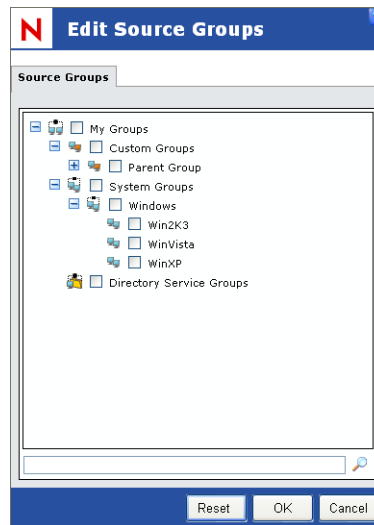 N Edit Source Groups
Source Groups
My Groups
Custom Groups
Parent Group
System Groups
Windows
Win2K3
WinVista
WinXP
Directory Service Groups
Reset OK Cancel